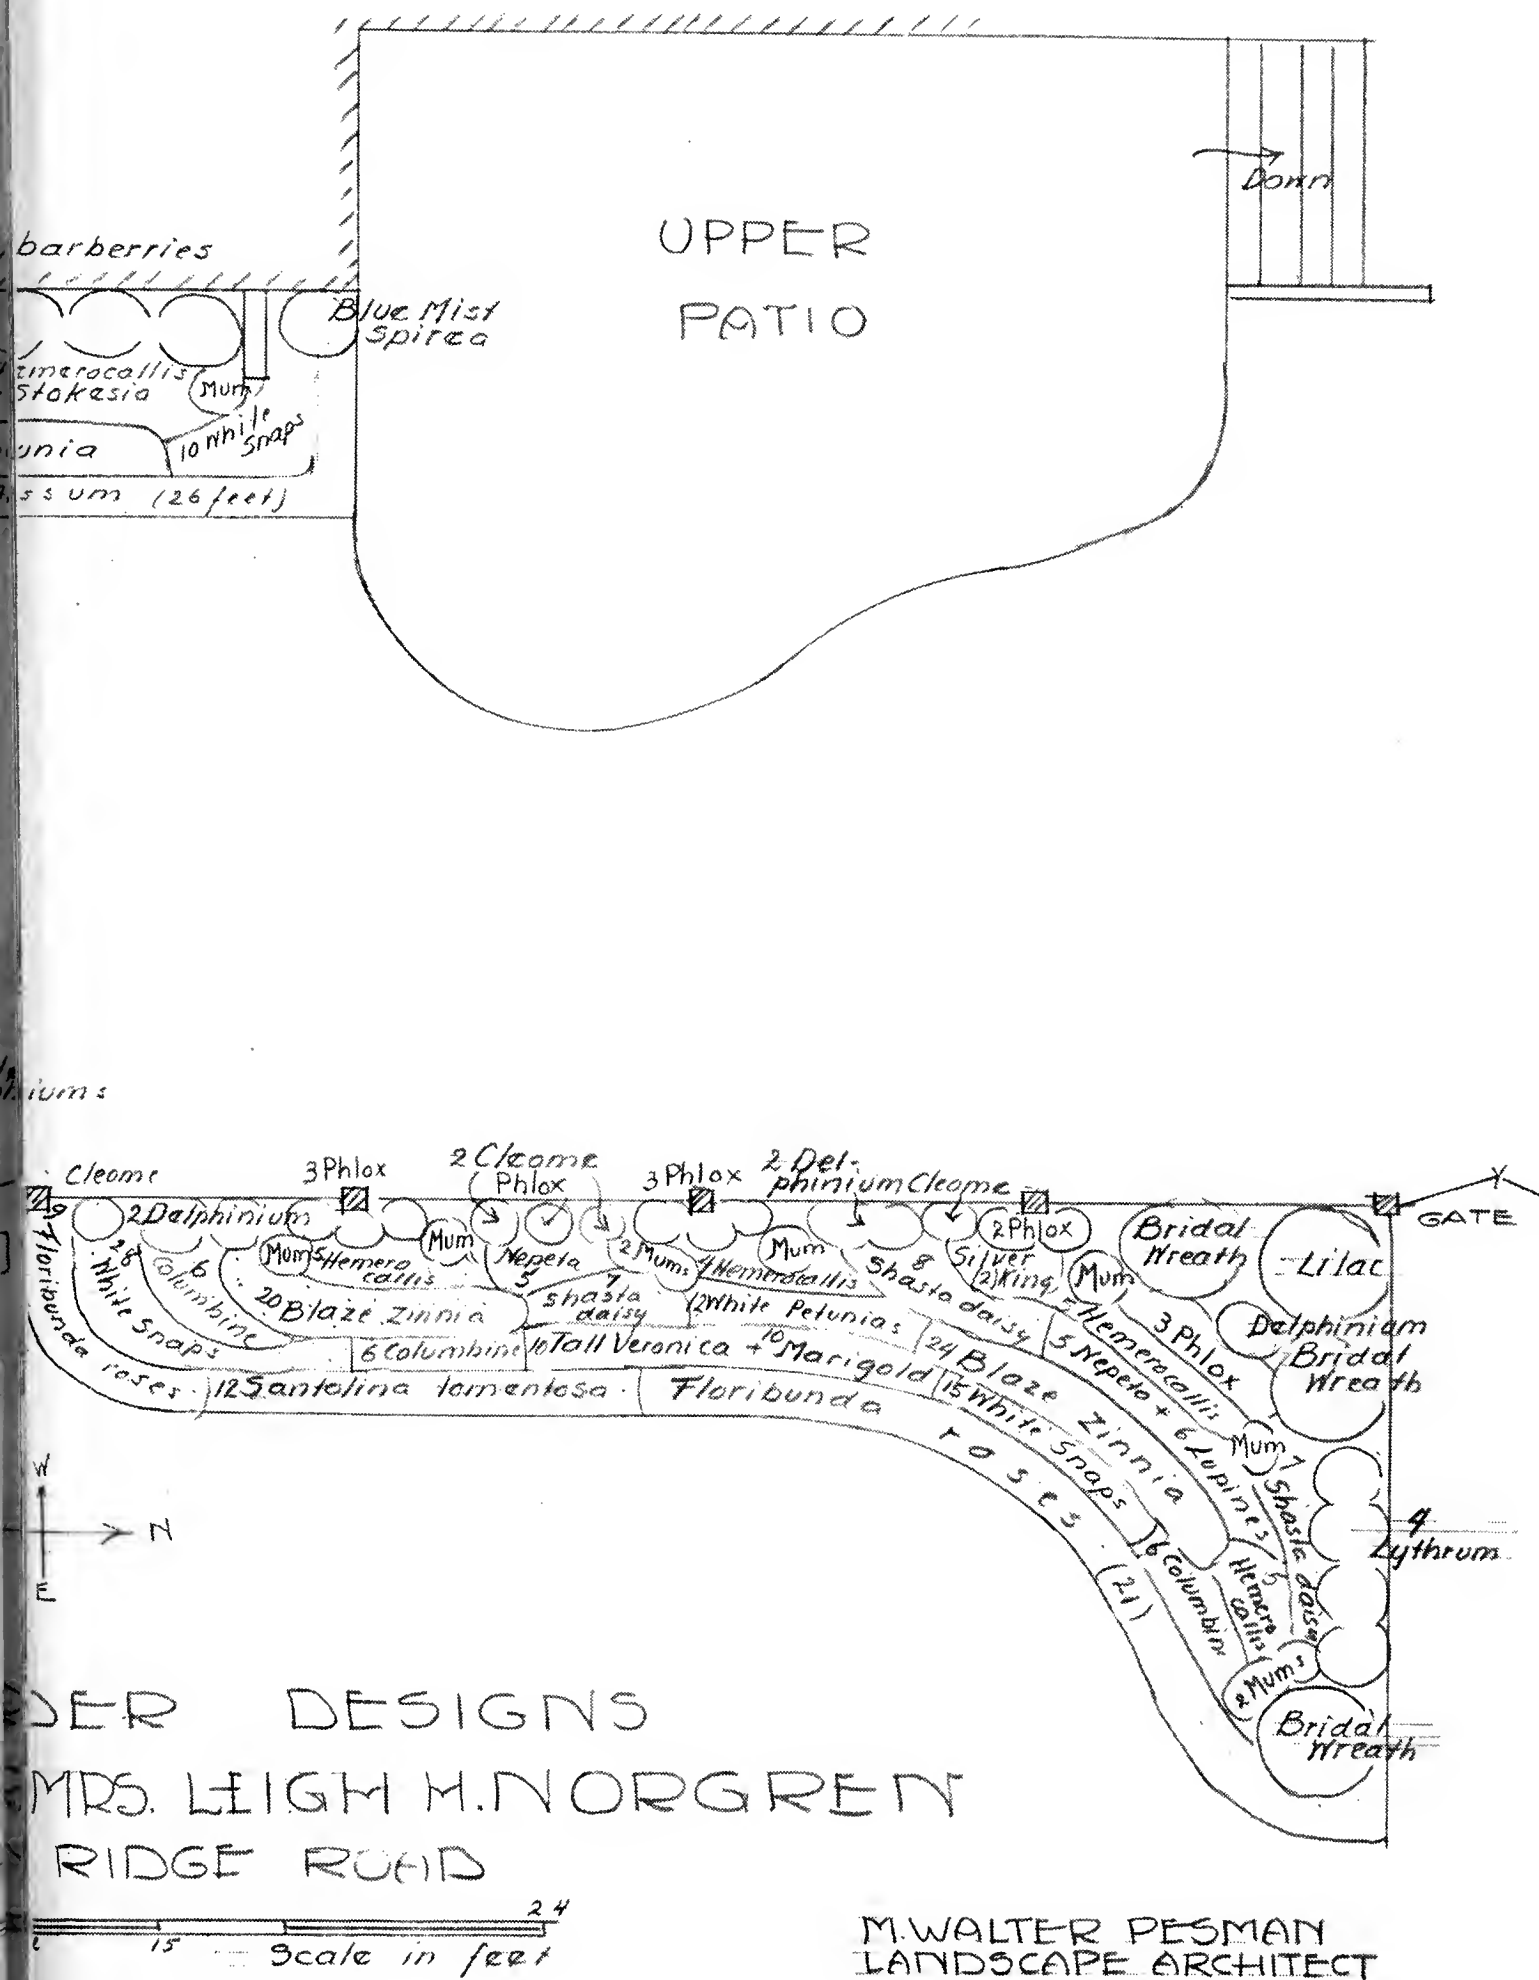 Down
UPPER
PATIO
barberries
Blue Mist
Spirea
emerocallis
Stokesia
Mum
10 White
Snaps
unia
ssum (26 feet)
iums
Cleome
3 Phlox
2 Cleome
Phlox
3 Phlox
2 Del-
phinium
Cleome
GATE
9 Floribunda roses
2 Delphinium
28 White Snaps
6 Columbine
Mum
5 Hemero
callis
Mum
20 Blaze Zinnia
Nepeta
5
2 Mums
7
shasta
daisy
4 Hemerocallis
Mum
8
Shasta daisy
Silver
(2) King
2 Phlox
Mum
Bridal
Wreath
Lilac
12 White Petunias
6 Columbine
10 Tall Veronica + 10 Marigold
24 Blaze Zinnia
5 Nepeta + 6 Lupines
Hemerocallis
3 Phlox
Delphinium
Bridal
Wreath
12 Santolina tomentosa
Floribunda roses (21)
15 White Snaps
Mum
7 Shasta daisy
4
Lythrum
6 Columbine
5
Hemero
callis
2 Mums
Bridal
Wreath
W
N
E
DER DESIGNS
MRS. LEIGH H. NORGREN
RIDGE ROAD
24
15
Scale in feet
M. WALTER PESMAN
LANDSCAPE ARCHITECT